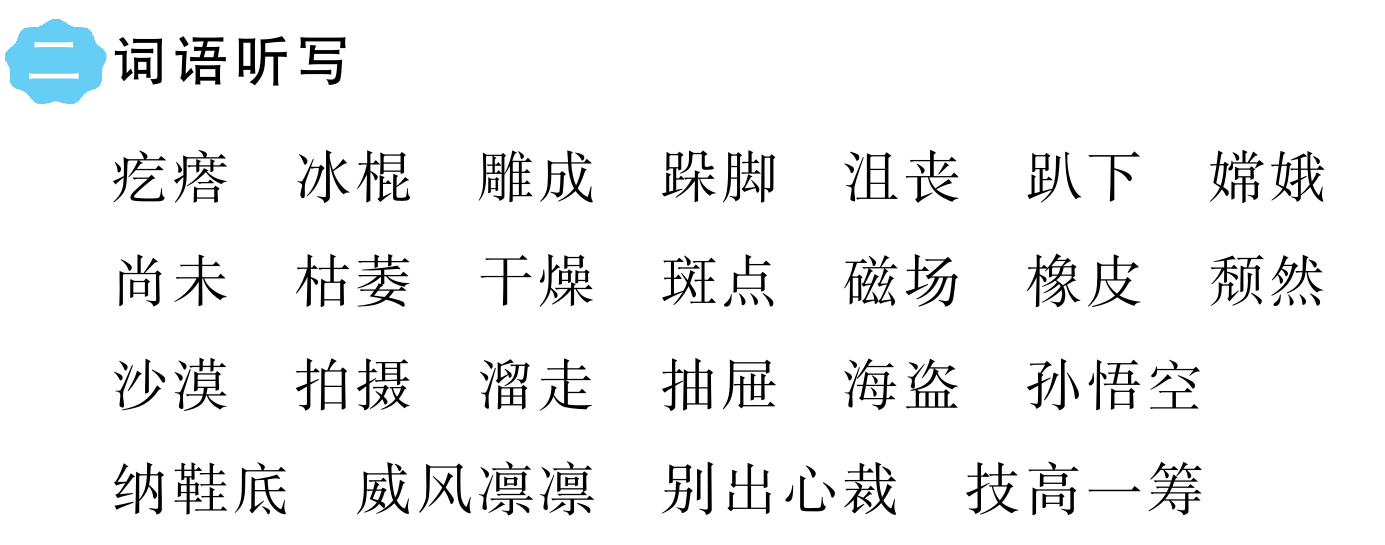 二 词语听写
疙瘩 冰棍 雕成 跺脚 沮丧 趴下 嫦娥
尚未 枯萎 干燥 斑点 磁场 橡皮 颓然
沙漠 拍摄 溜走 抽屉 海盗 孙悟空
纳鞋底 威风凛凛 别出心裁 技高一筹